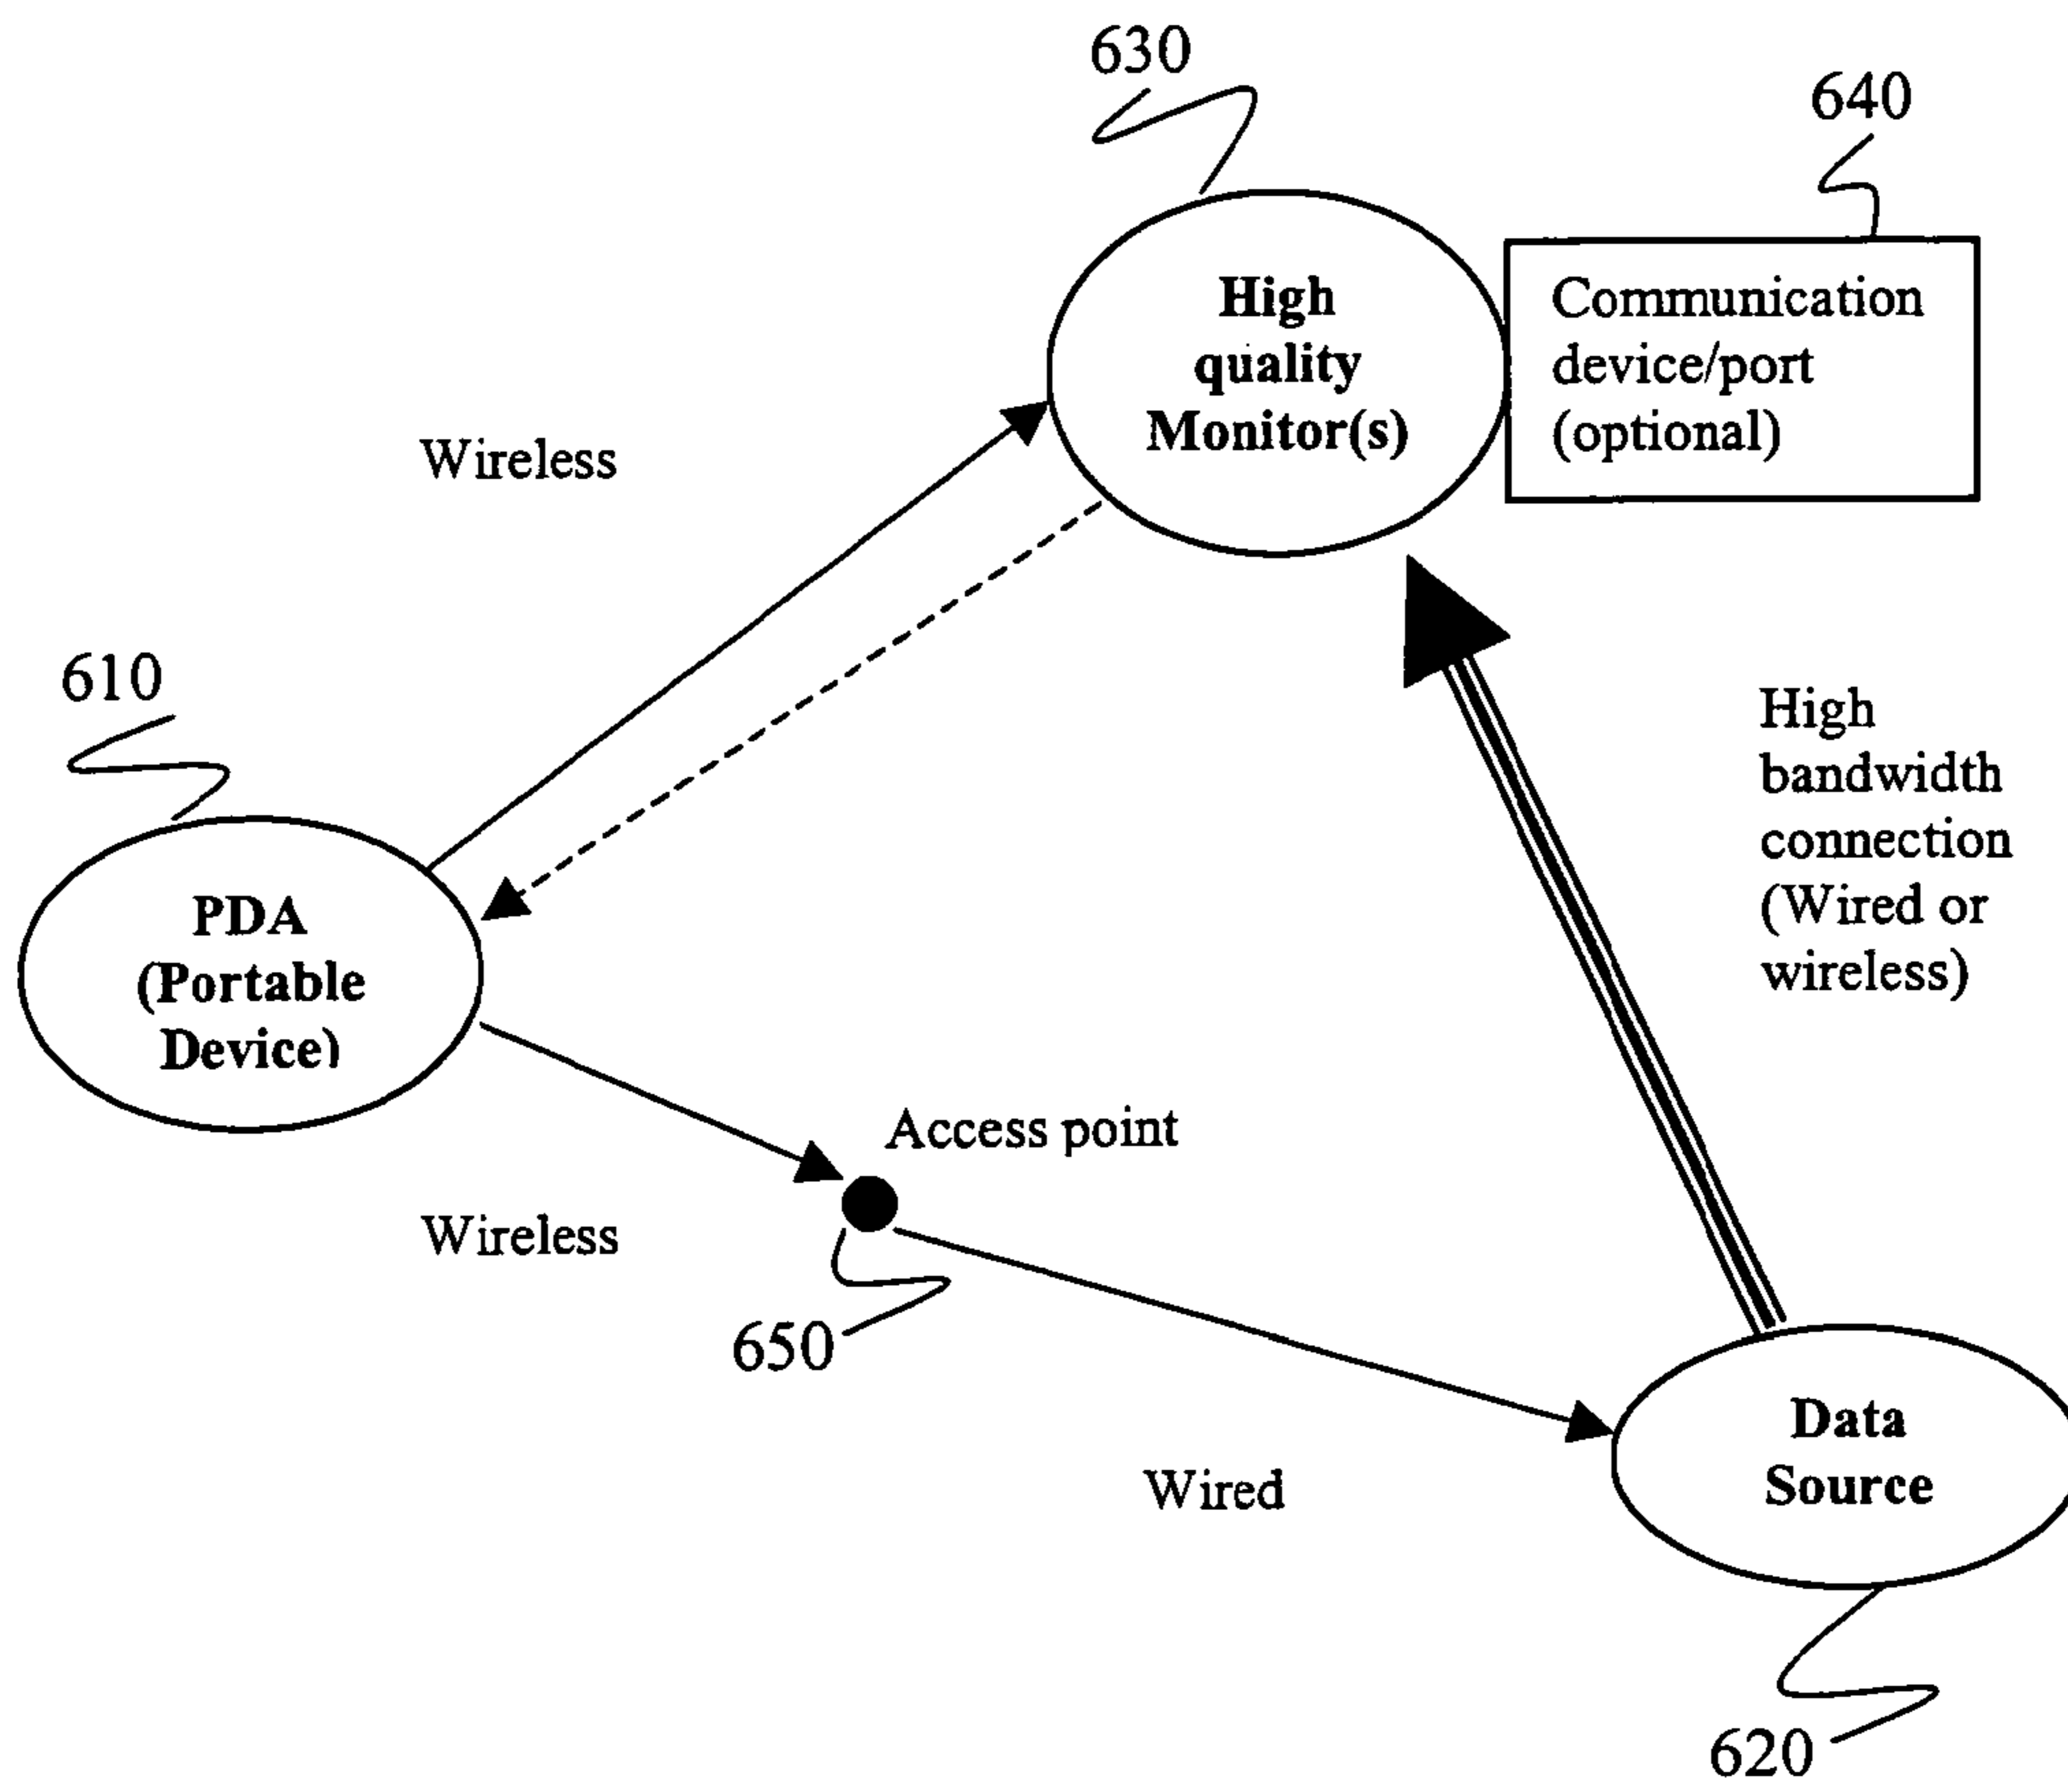 630
640
High
quality
Monitor(s)
Communication
device/port
(optional)
Wireless
610
High
bandwidth
connection
(Wired or
wireless)
PDA
(Portable
Device)
Access point
Wireless
650
Data
Source
Wired
620